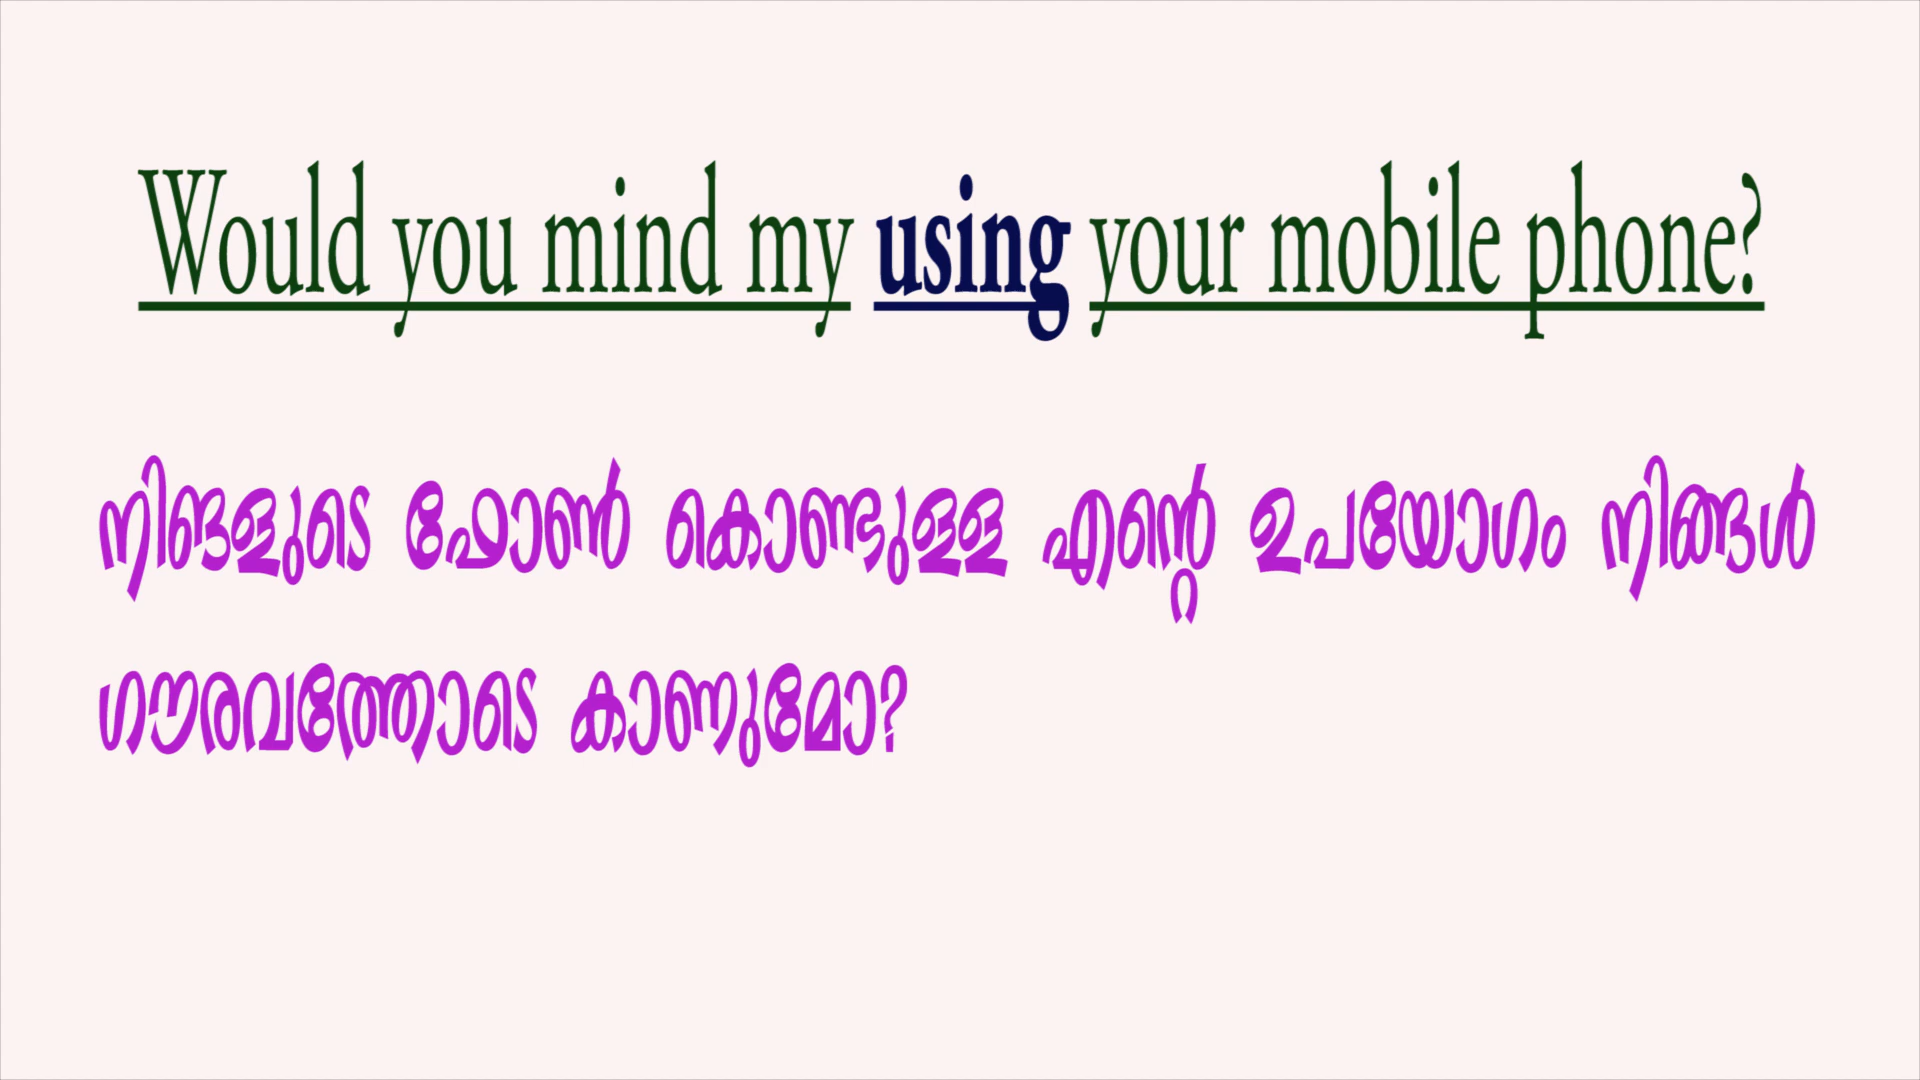 Would you mind my using your mobile phone?
നിങളുടെ ഫോൺ കൊണ്ടുള്ള എന്റെ ഉപയോഗം നിങ്ങൾ
ഗൗരവത്തോടെ കാണുമോ?